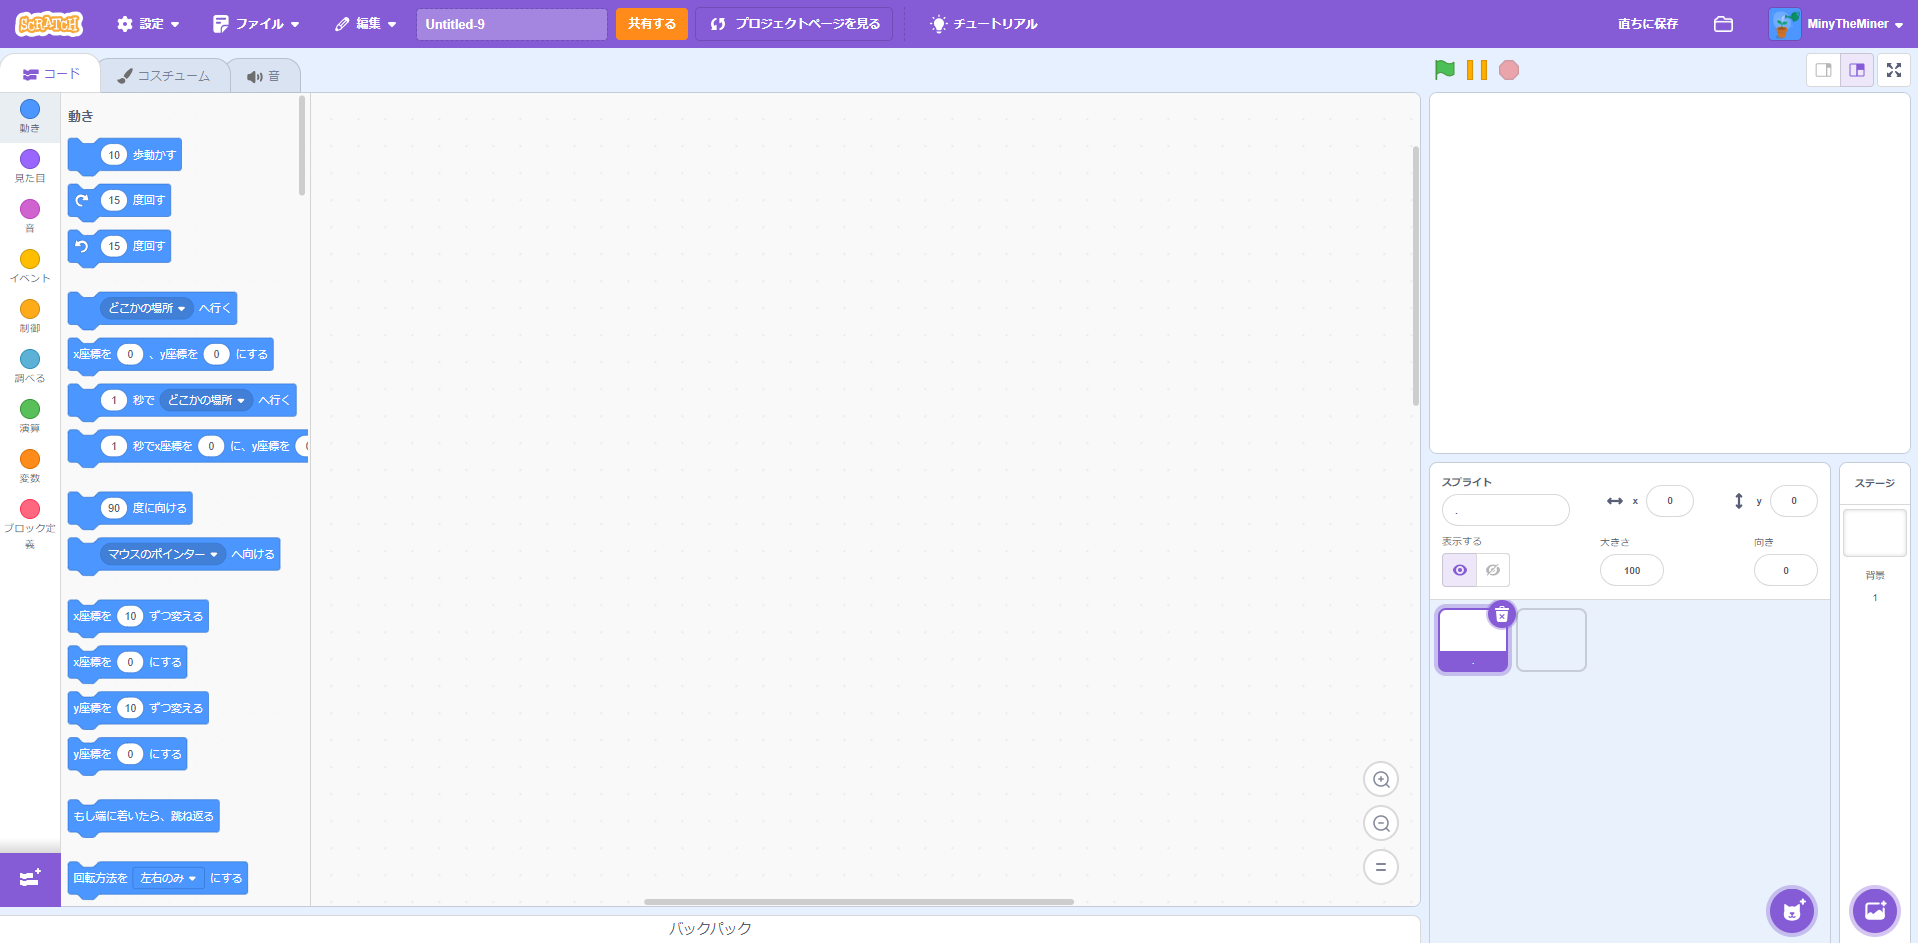 SCRATCH
設定
ファイル
編集
Untitled-9
共有する
プロジェクトページを見る
チュートリアル
直ちに保存
MinyTheMiner
コード
コスチューム
音
動き
見た目
音
イベント
制御
調べる
演算
変数
ブロック定
義
動き
10 歩動かす
15 度回す
15 度回す
どこかの場所 へ行く
x座標を 0 、y座標を 0 にする
1 秒で どこかの場所 へ行く
1 秒でx座標を 0 に、y座標を
90 度に向ける
マウスのポインター へ向ける
x座標を 10 ずつ変える
x座標を 0 にする
y座標を 10 ずつ変える
y座標を 0 にする
もし端に着いたら、跳ね返る
回転方法を 左右のみ にする
バックパック
スプライト
.
x 0
y 0
表示する
大きさ
100
向き
0
.
ステージ
背景
1